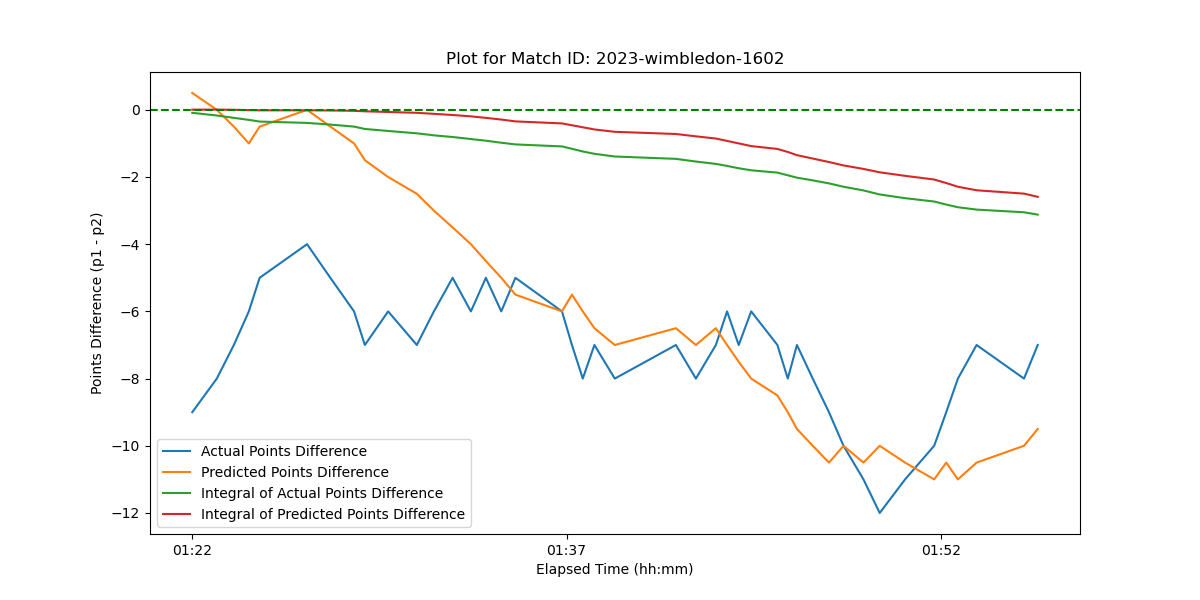 Plot for Match ID: 2023-wimbledon-1602
Points Difference (p1 - p2)
0
−2
−4
−6
−8
−10
−12
Actual Points Difference
Predicted Points Difference
Integral of Actual Points Difference
Integral of Predicted Points Difference
01:22 01:37 01:52
Elapsed Time (hh:mm)